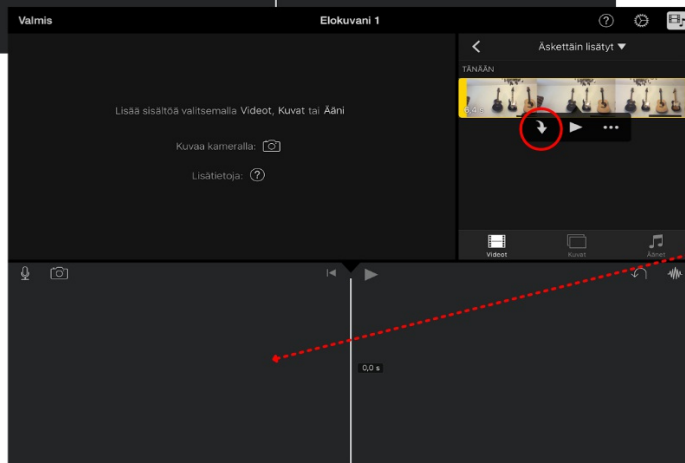 Valmis
Elokuvani 1
Äskettäin lisätyt ▼
TÄNÄÄN
Lisää sisältöä valitsemalla Videot, Kuvat tai Ääni
Kuvaa kameralla:
Lisätietoja: ?
Videot
Kuvat
Äänet
0,0 s